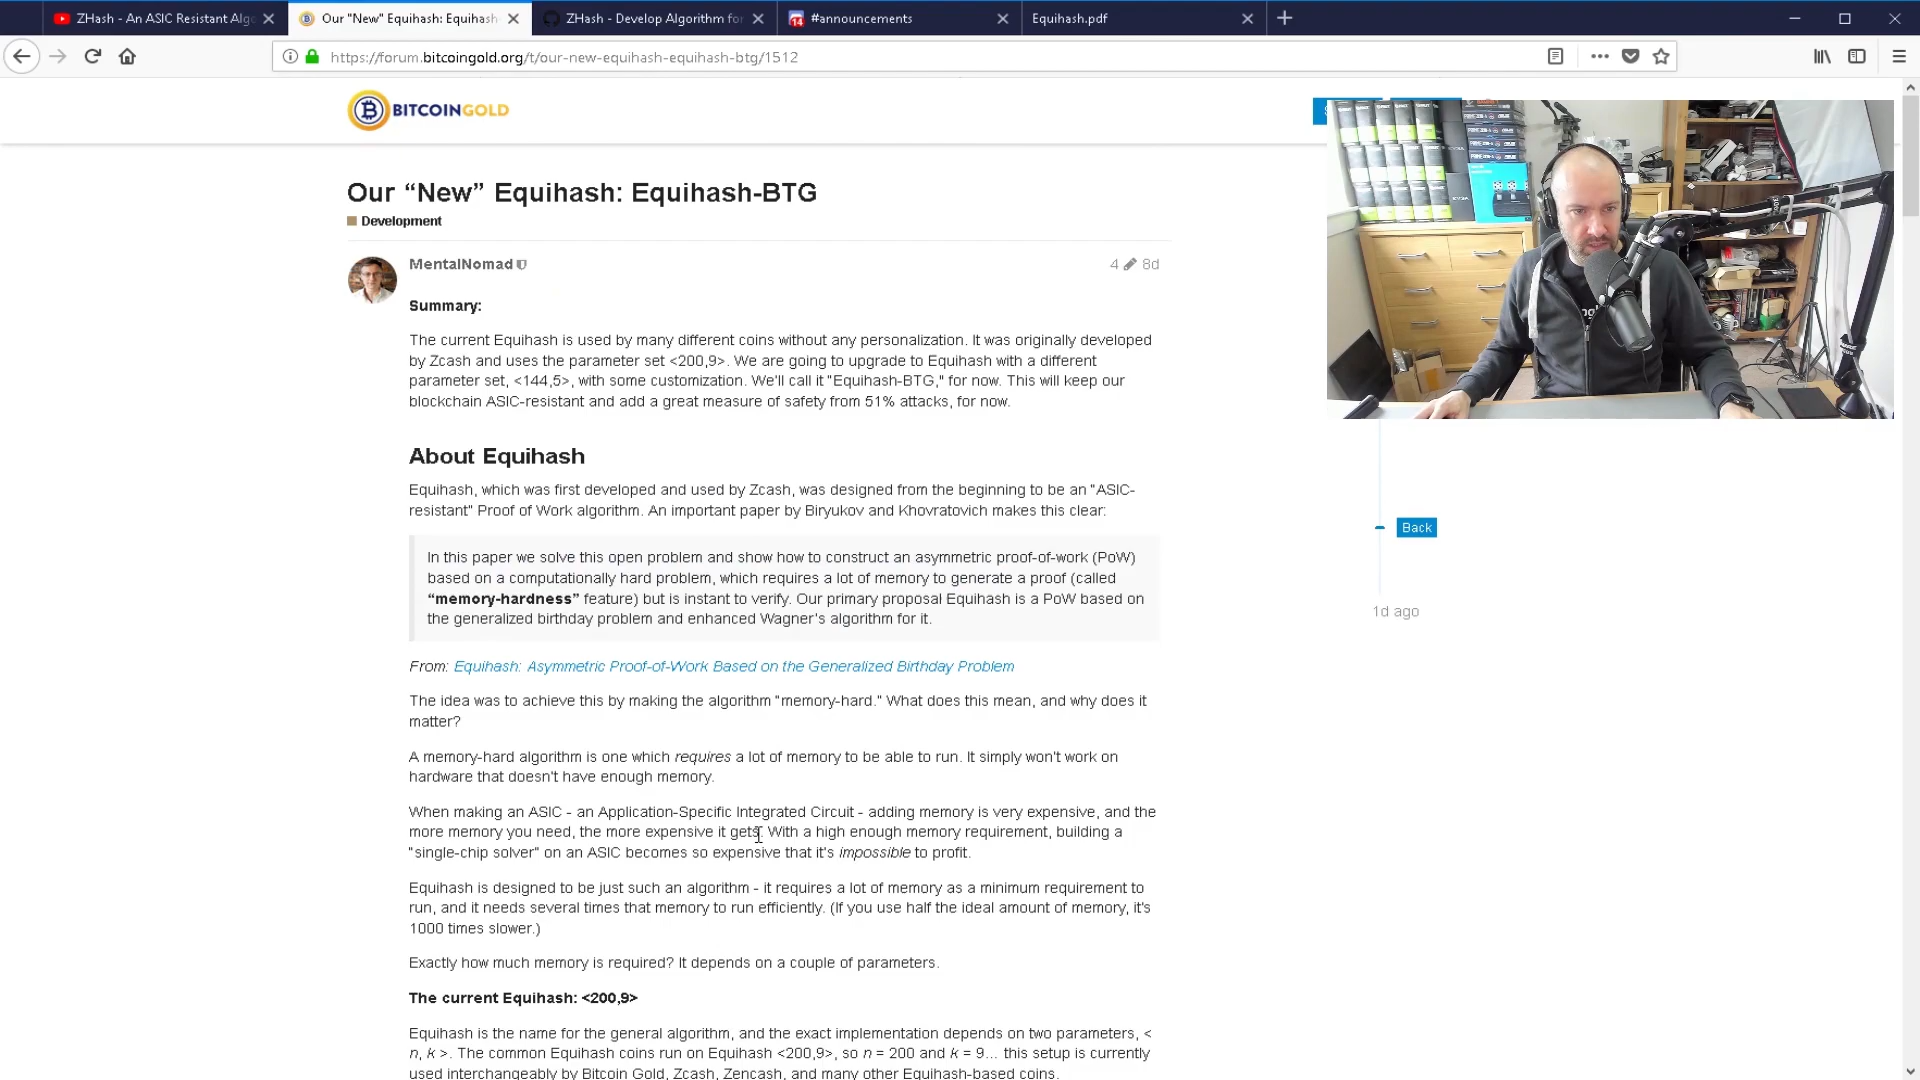 ZHash - An ASIC Resistant Algo
Our "New" Equihash: Equihash-
ZHash - Develop Algorithm for
14
#announcements
Equihash.pdf
https://forum.bitcoingold.org/t/our-new-equihash-equihash-btg/1512
BITCOINGOLD
Our “New” Equihash: Equihash-BTG
Development
MentalNomad
4
8d
Summary:
The current Equihash is used by many different coins without any personalization. It was originally developed
by Zcash and uses the parameter set <200,9>. We are going to upgrade to Equihash with a different
parameter set, <144,5>, with some customization. We'll call it "Equihash-BTG," for now. This will keep our
blockchain ASIC-resistant and add a great measure of safety from 51% attacks, for now.
About Equihash
Equihash, which was first developed and used by Zcash, was designed from the beginning to be an "ASIC-
resistant" Proof of Work algorithm. An important paper by Biryukov and Khovratovich makes this clear:
In this paper we solve this open problem and show how to construct an asymmetric proof-of-work (PoW)
based on a computationally hard problem, which requires a lot of memory to generate a proof (called
“memory-hardness” feature) but is instant to verify. Our primary proposal Equihash is a PoW based on
the generalized birthday problem and enhanced Wagner's algorithm for it.
From: Equihash: Asymmetric Proof-of-Work Based on the Generalized Birthday Problem
The idea was to achieve this by making the algorithm "memory-hard." What does this mean, and why does it
matter?
A memory-hard algorithm is one which requires a lot of memory to be able to run. It simply won't work on
hardware that doesn't have enough memory.
When making an ASIC - an Application-Specific Integrated Circuit - adding memory is very expensive, and the
more memory you need, the more expensive it gets. With a high enough memory requirement, building a
"single-chip solver" on an ASIC becomes so expensive that it's impossible to profit.
Equihash is designed to be just such an algorithm - it requires a lot of memory as a minimum requirement to
run, and it needs several times that memory to run efficiently. (If you use half the ideal amount of memory, it's
1000 times slower.)
Exactly how much memory is required? It depends on a couple of parameters.
The current Equihash: <200,9>
Equihash is the name for the general algorithm, and the exact implementation depends on two parameters, <
n, k >. The common Equihash coins run on Equihash <200,9>, so n = 200 and k = 9... this setup is currently
used interchangeably by Bitcoin Gold, Zcash, Zencash, and many other Equihash-based coins.
Back
1d ago